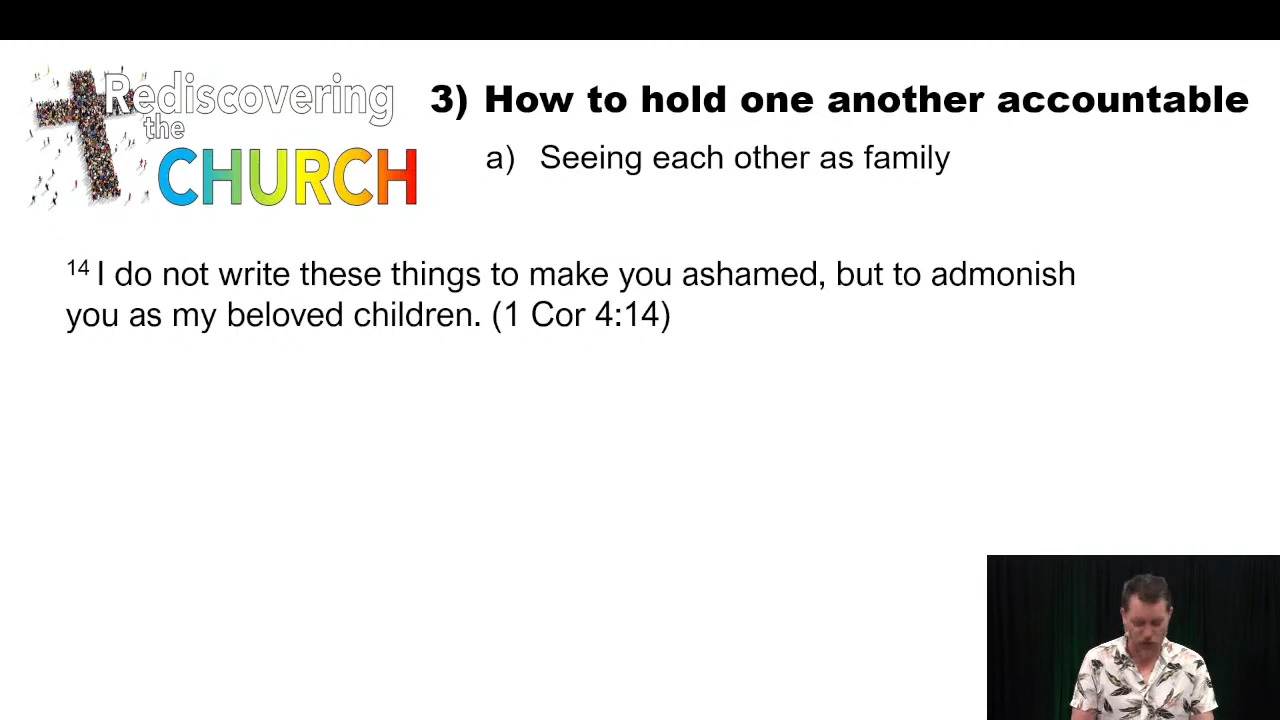 Rediscovering
the
CHURCH
3) How to hold one another accountable
a) Seeing each other as family
14 I do not write these things to make you ashamed, but to admonish
you as my beloved children. (1 Cor 4:14)